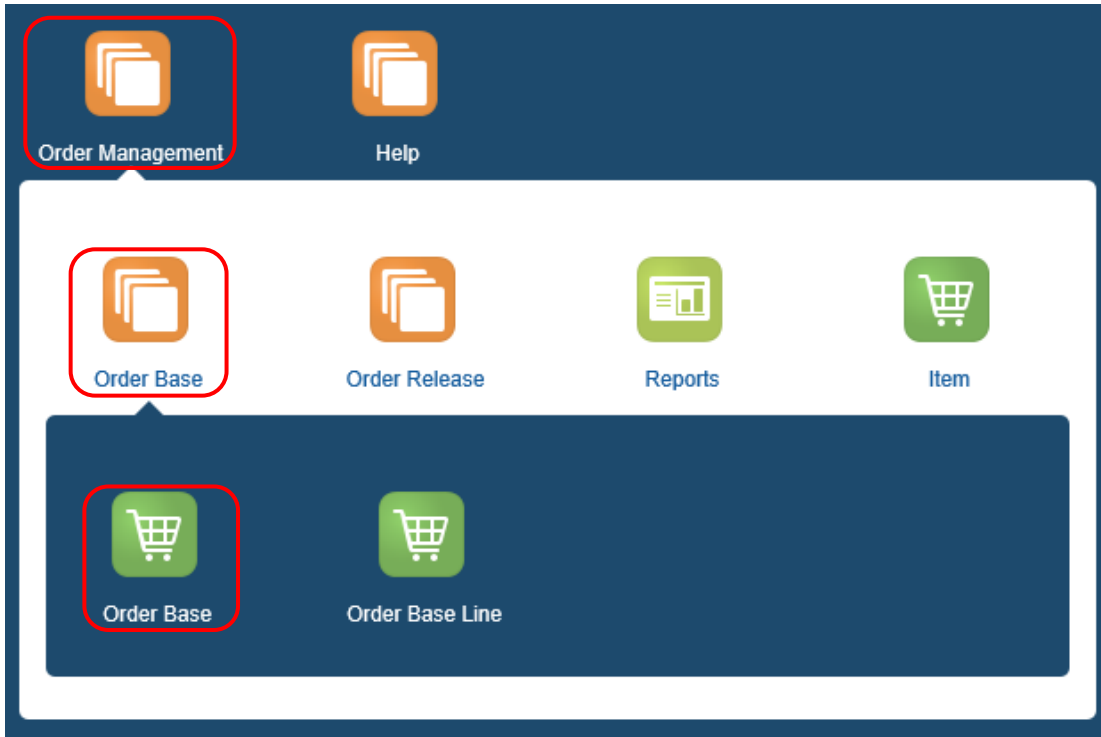 Order Management
Help
Order Base
Order Release
Reports
Item
Order Base
Order Base Line